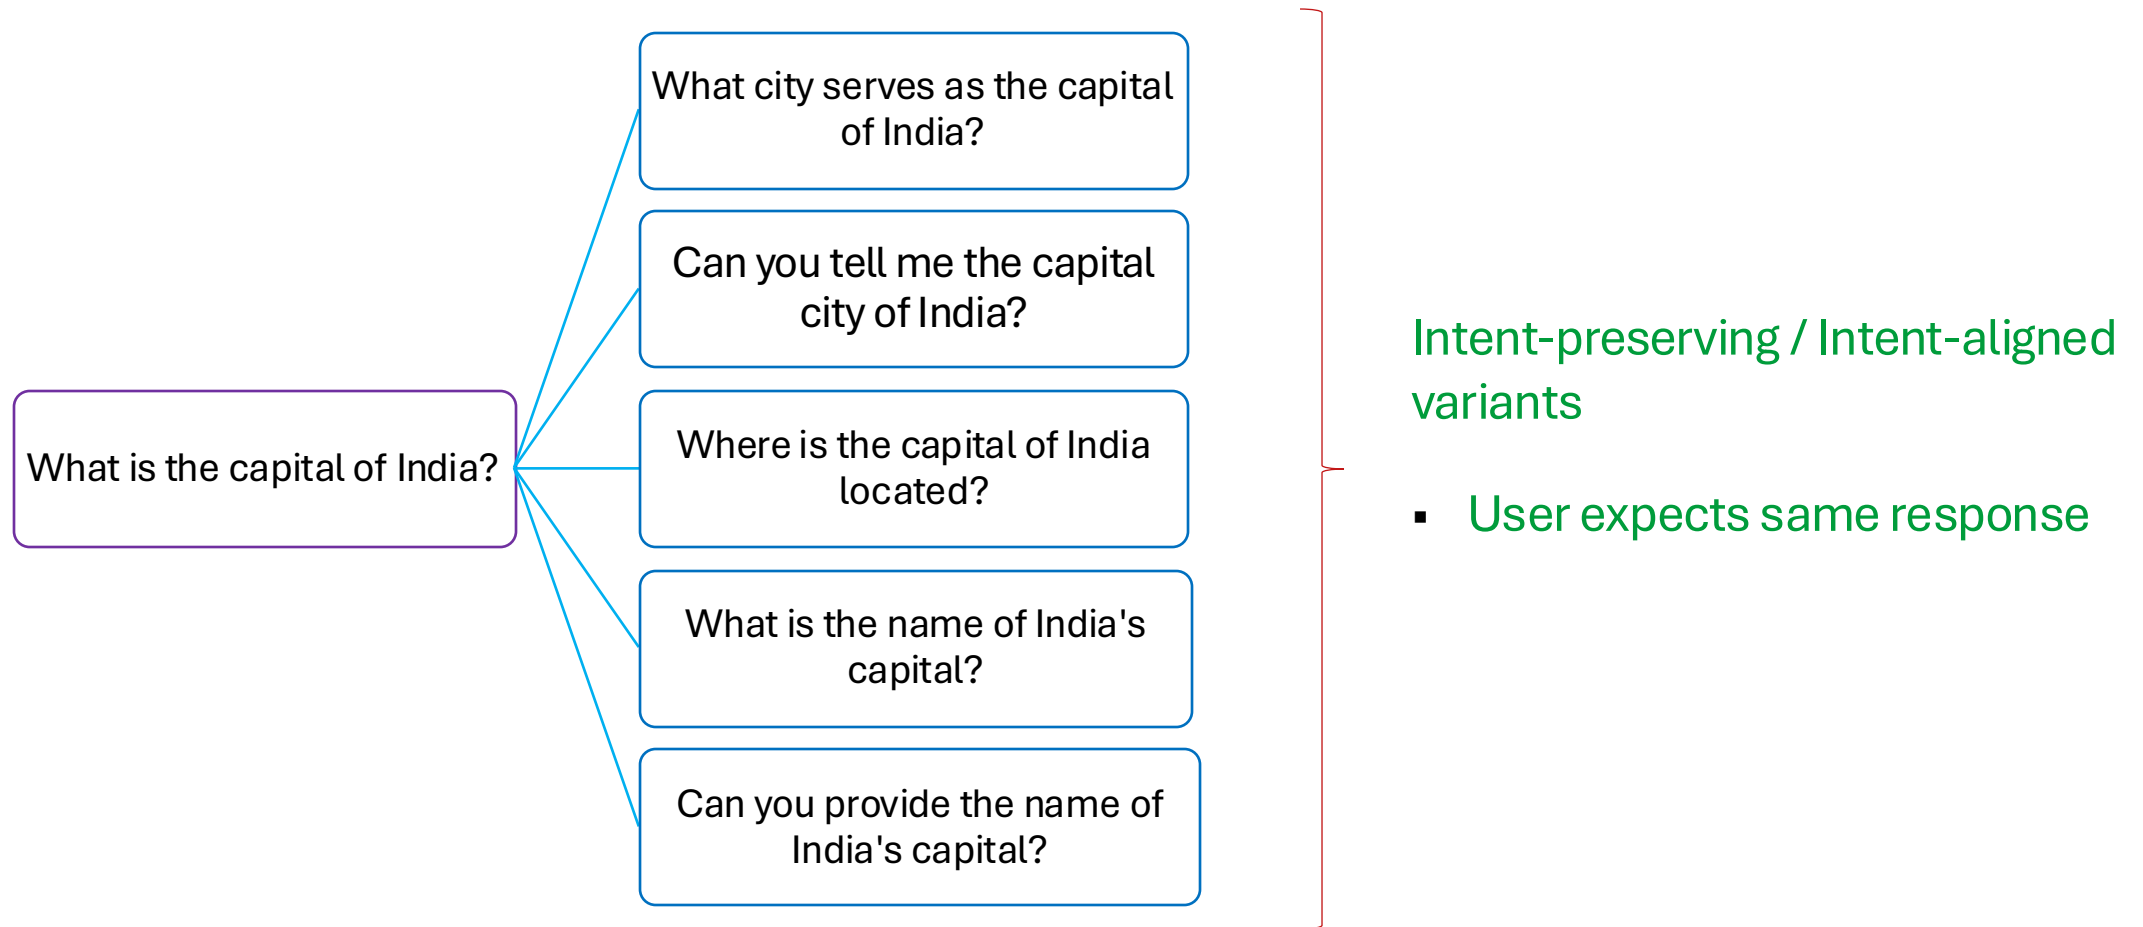 What is the capital of India?
What city serves as the capital
of India?
Can you tell me the capital
city of India?
Where is the capital of India
located?
What is the name of India's
capital?
Can you provide the name of
India's capital?
Intent-preserving / Intent-aligned
variants
▪ User expects same response